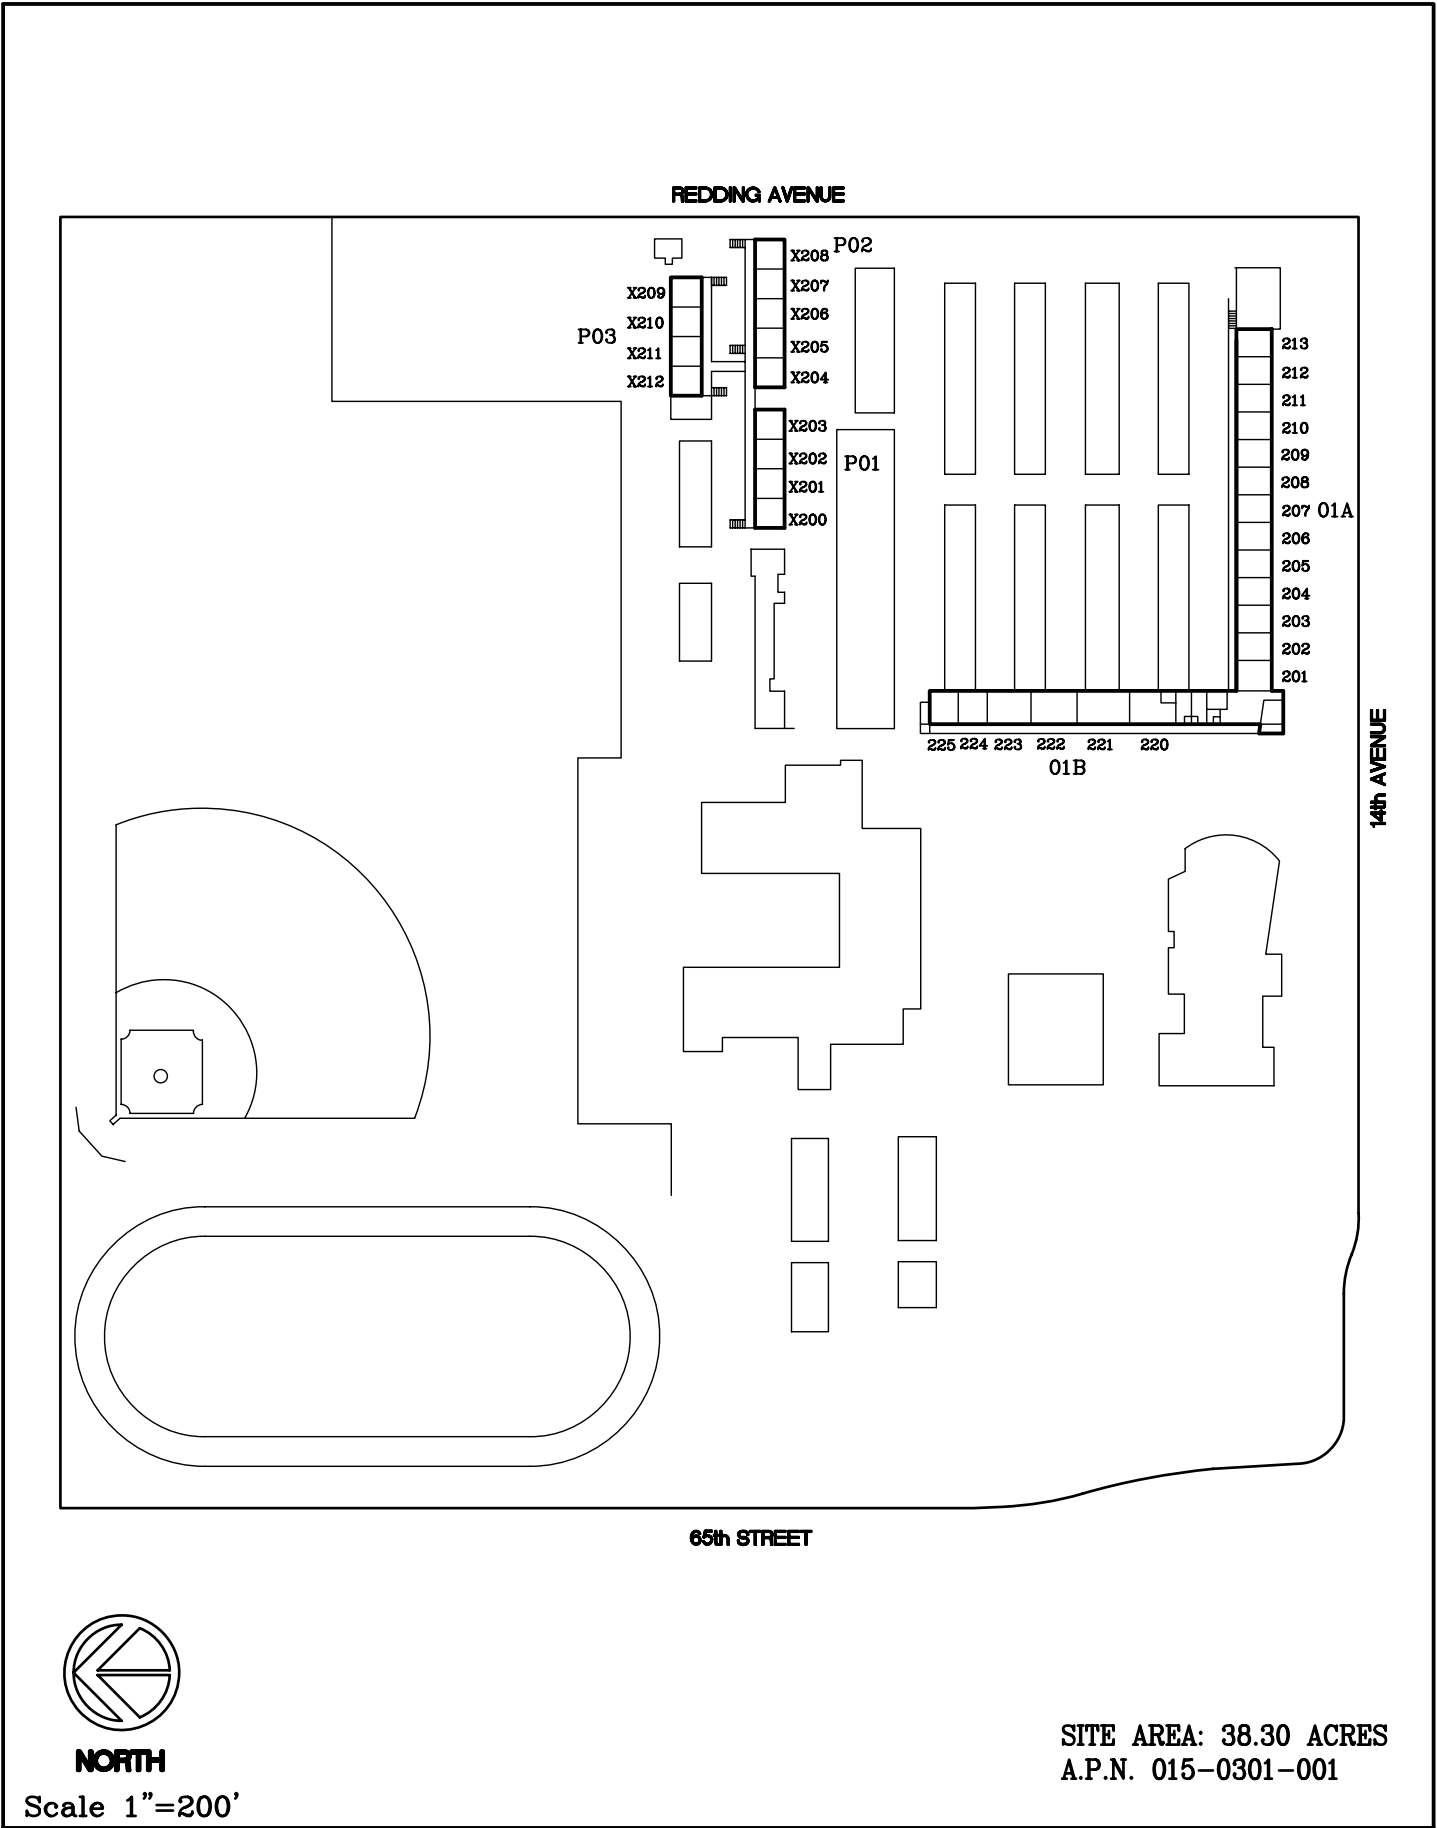 REDDING AVENUE
X208
P02
X207
X206
X205
X204
X209
X210
X211
X212
P03
X203
X202
X201
X200
P01
213
212
211
210
209
208
207
01A
206
205
204
203
202
201
225 224 223 222 221 220
01B
14th AVENUE
65th STREET
NORTH
Scale 1"=200'
SITE AREA: 38.30 ACRES
A.P.N. 015-0301-001